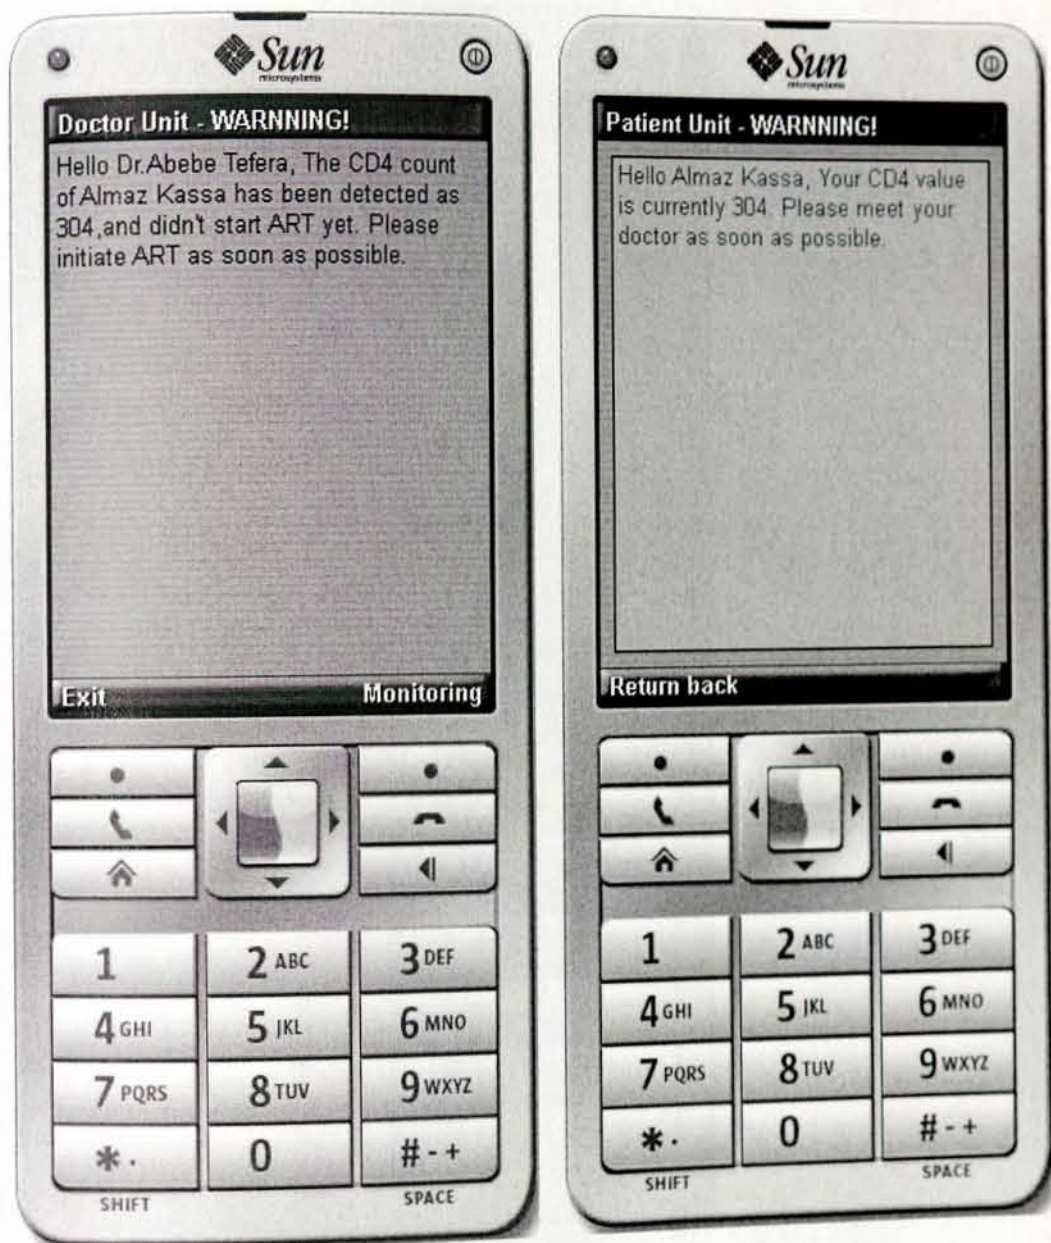 Sun
microsystems
Doctor Unit - WARNNING!
Hello Dr.Abebe Tefera, The CD4 count
of Almaz Kassa has been detected as
304,and didn't start ART yet. Please
initiate ART as soon as possible.
Exit Monitoring
1 2 ABC 3 DEF
4 GHI 5 JKL 6 MNO
7 PQRS 8 TUV 9 WXYZ
* . 0 # - +
SHIFT SPACE
Sun
microsystems
Patient Unit - WARNNING!
Hello Almaz Kassa, Your CD4 value
is currently 304. Please meet your
doctor as soon as possible.
Return back
1 2 ABC 3 DEF
4 GHI 5 JKL 6 MNO
7 PQRS 8 TUV 9 WXYZ
* . 0 # - +
SHIFT SPACE